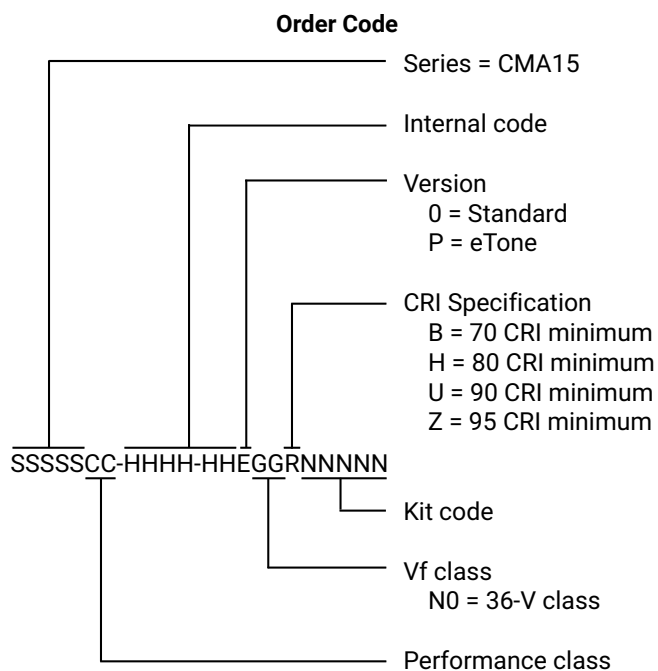 Order Code
Series = CMA15
Internal code
Version
0 = Standard
P = eTone
CRI Specification
B = 70 CRI minimum
H = 80 CRI minimum
U = 90 CRI minimum
Z = 95 CRI minimum
SSSSSCC-HHHH-HHEGGRNNNNN
Kit code
Vf class
N0 = 36-V class
Performance class